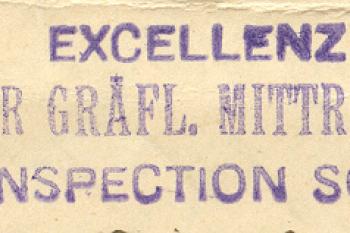 EXCELLENZ
R GRÄFL. MITTR
NSPECTION S